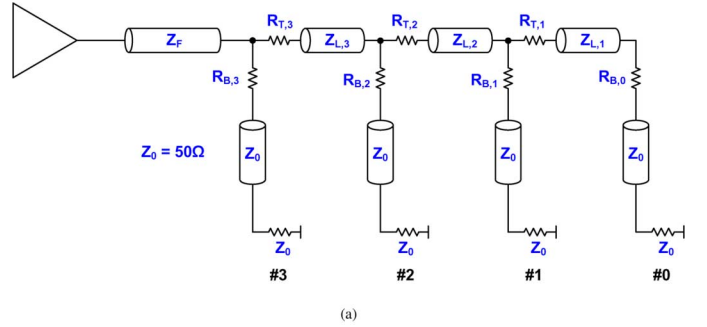 R_T,3 R_T,2 R_T,1
Z_F Z_L,3 Z_L,2 Z_L,1
R_B,3 R_B,2 R_B,1 R_B,0
Z_0 = 50Ω Z_0 Z_0 Z_0 Z_0
Z_0 Z_0 Z_0 Z_0
#3 #2 #1 #0
(a)